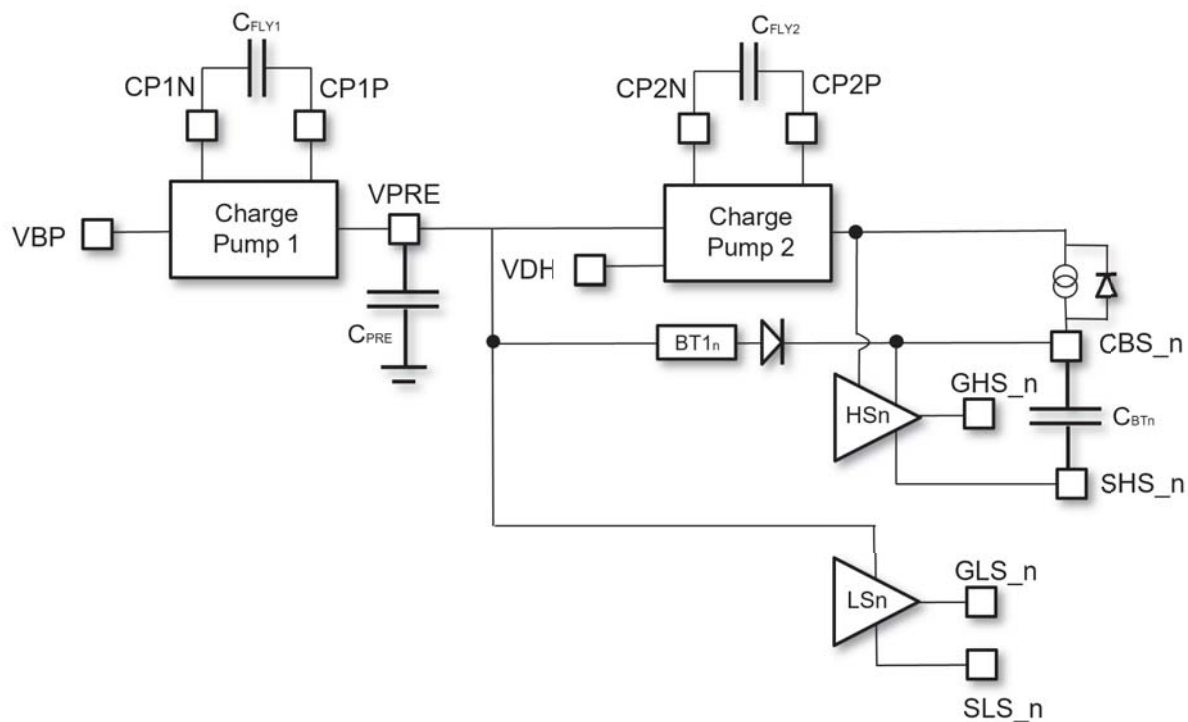 CFLY1
CFLY2
CP1N
CP1P
CP2N
CP2P
VBP
Charge
Pump 1
VPRE
Charge
Pump 2
VDH
CPRE
BT1n
CBS_n
HSn
GHS_n
CBTn
SHS_n
LSn
GLS_n
SLS_n